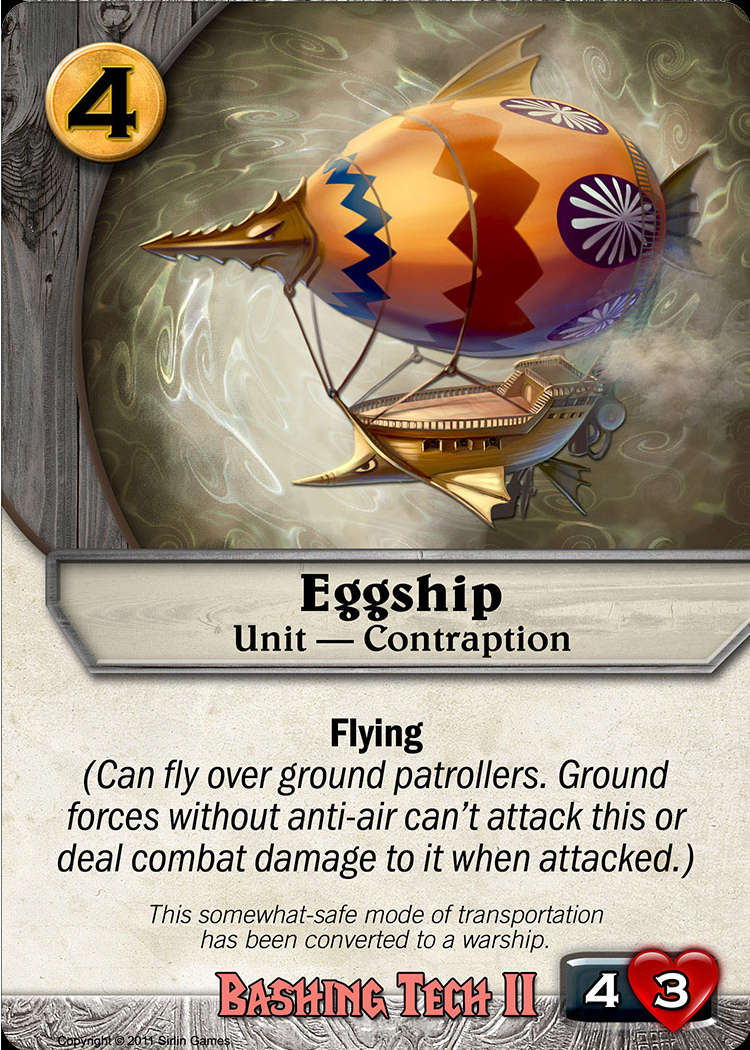 4
Eggship
Unit — Contraption
Flying
(Can fly over ground patrollers. Ground
forces without anti-air can't attack this or
deal combat damage to it when attacked.)
This somewhat-safe mode of transportation
has been converted to a warship.
Bashing Tech II
4 3
Copyright © 2011 Sirlin Games